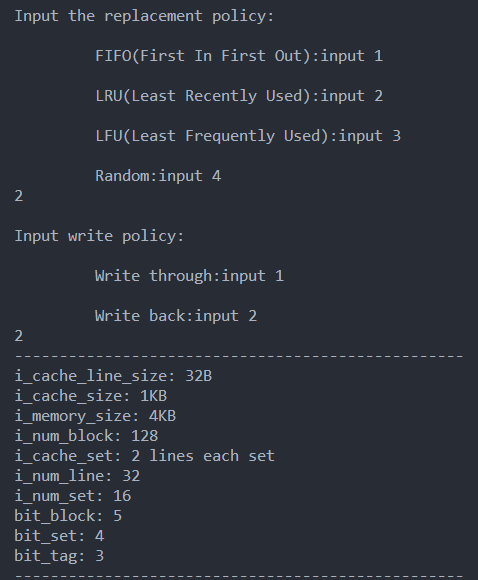 Input the replacement policy:
FIFO(First In First Out):input 1
LRU(Least Recently Used):input 2
LFU(Least Frequently Used):input 3
Random:input 4
2
Input write policy:
Write through:input 1
Write back:input 2
2
--------------------------------------------------
i_cache_line_size: 32B
i_cache_size: 1KB
i_memory_size: 4KB
i_num_block: 128
i_cache_set: 2 lines each set
i_num_line: 32
i_num_set: 16
bit_block: 5
bit_set: 4
bit_tag: 3
--------------------------------------------------